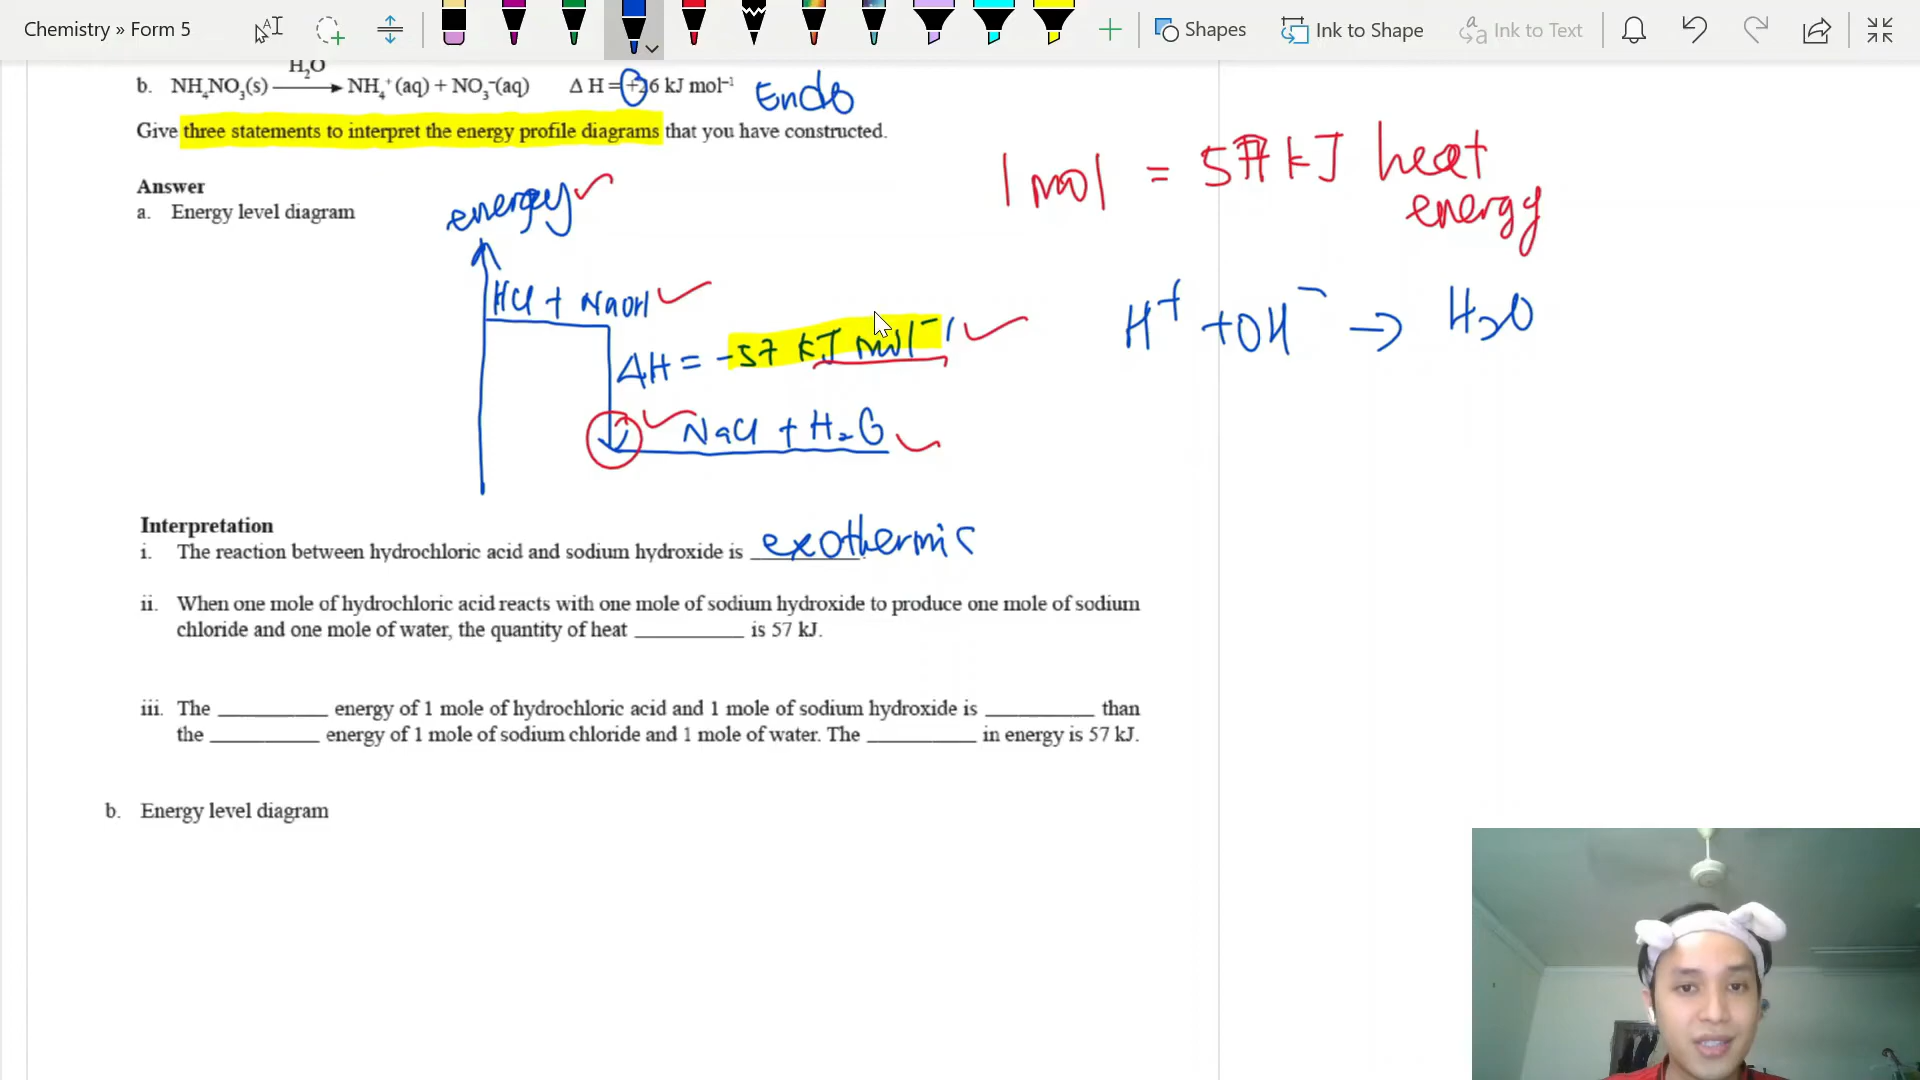 Chemistry » Form 5
Shapes
Ink to Shape
Ink to Text
b. NH₄NO₃(s) —H₂O→ NH₄⁺(aq) + NO₃⁻(aq) Δ H = +26 kJ mol⁻¹ Endo
Give three statements to interpret the energy profile diagrams that you have constructed.
1 mol = 57 kJ heat energy
Answer
a. Energy level diagram
energy
HCl + NaOH
H⁺ + OH⁻ → H₂O
ΔH = -57 kJ mol⁻¹
NaCl + H₂O
Interpretation
i. The reaction between hydrochloric acid and sodium hydroxide is exothermic
ii. When one mole of hydrochloric acid reacts with one mole of sodium hydroxide to produce one mole of sodium
chloride and one mole of water, the quantity of heat __________ is 57 kJ.
iii. The __________ energy of 1 mole of hydrochloric acid and 1 mole of sodium hydroxide is __________ than
the __________ energy of 1 mole of sodium chloride and 1 mole of water. The __________ in energy is 57 kJ.
b. Energy level diagram